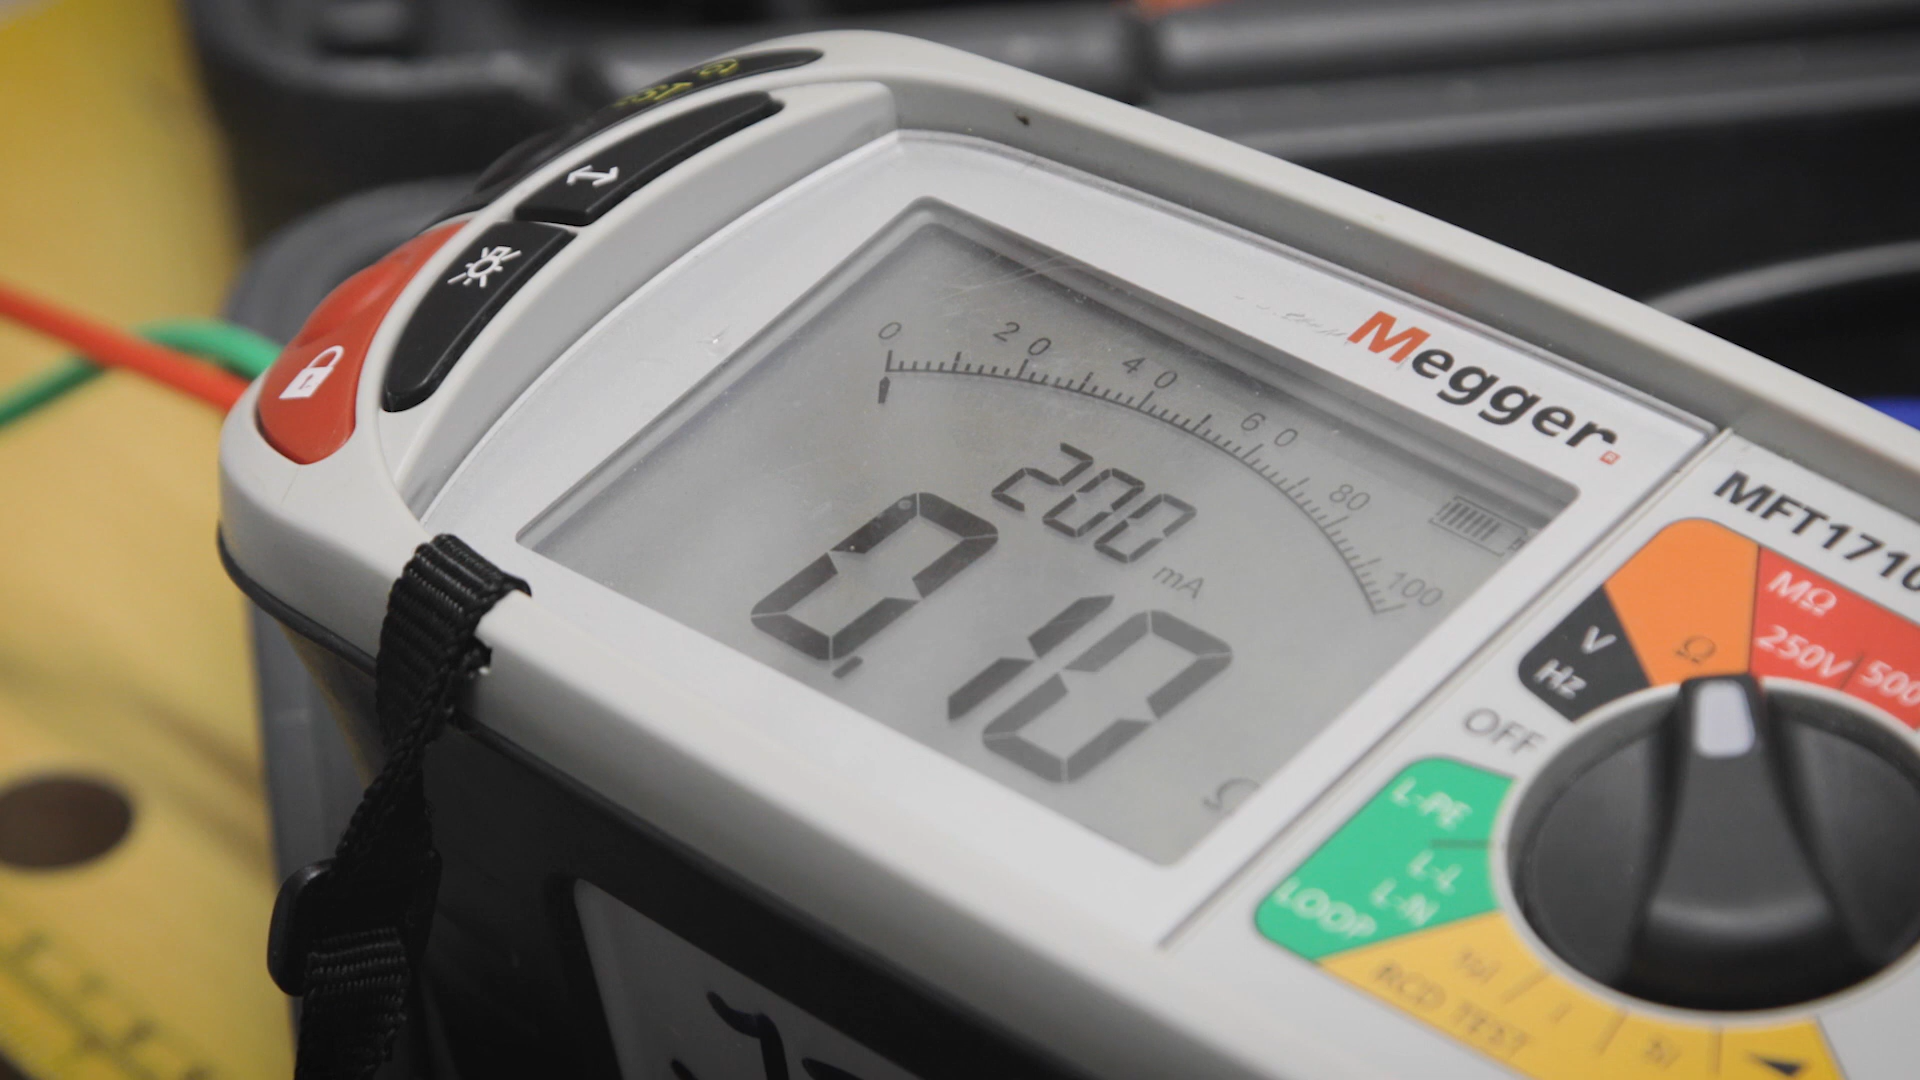 TEST
0 20 40 60 80 100
200 mA
0.10 Ω
Megger.
MFT1710
Ω
MΩ
250V 500
V
Hz
OFF
L-PE
L-L
L-N
LOOP
RCD TEST